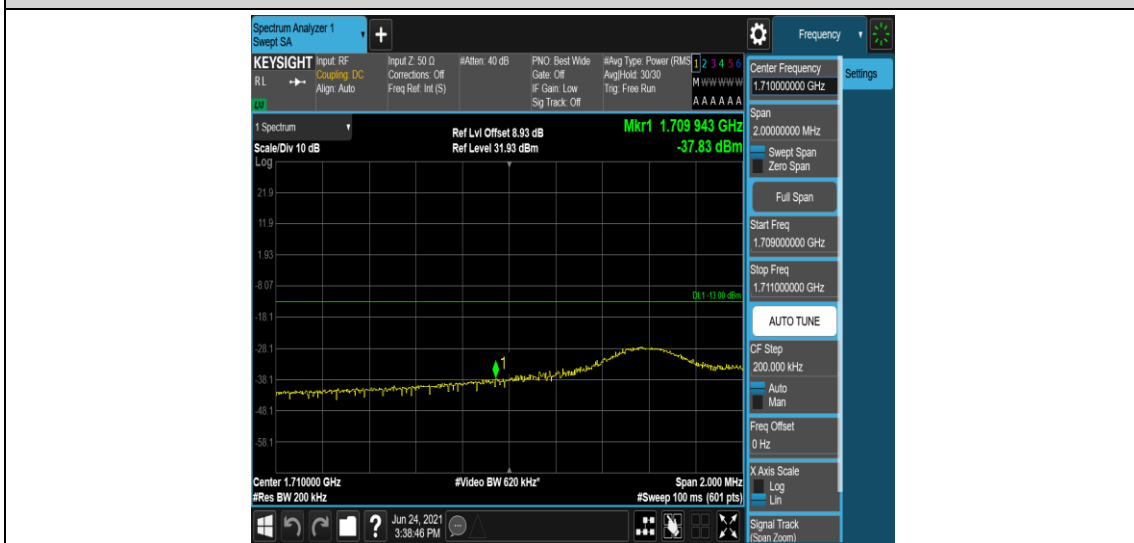 Spectrum Analyzer 1
Swept SA
+
Frequency
KEYSIGHT
RL
LXI
Input: RF
Coupling: DC
Align: Auto
Input Z: 50 Ω
Corrections: Off
Freq Ref: Int (S)
#Atten: 40 dB
PNO: Best Wide
Gate: Off
IF Gain: Low
Sig Track: Off
#Avg Type: Power (RMS
Avg|Hold: 30/30
Trig: Free Run
1 2 3 4 5 6
M W W W W W
A A A A A A
1 Spectrum
Scale/Div 10 dB
Log
Ref Lvl Offset 8.93 dB
Ref Level 31.93 dBm
Mkr1 1.709 943 GHz
-37.83 dBm
21.9
11.9
1.93
-8.07
DL1 -13.00 dBm
-18.1
-28.1
1
-38.1
-48.1
-58.1
Center 1.710000 GHz
#Video BW 620 kHz*
Span 2.000 MHz
#Res BW 200 kHz
#Sweep 100 ms (601 pts)
?
Jun 24, 2021
3:38:46 PM
Center Frequency
1.710000000 GHz
Settings
Span
2.00000000 MHz
Swept Span
Zero Span
Full Span
Start Freq
1.709000000 GHz
Stop Freq
1.711000000 GHz
AUTO TUNE
CF Step
200.000 kHz
Auto
Man
Freq Offset
0 Hz
X Axis Scale
Log
Lin
Signal Track
(Span Zoom)